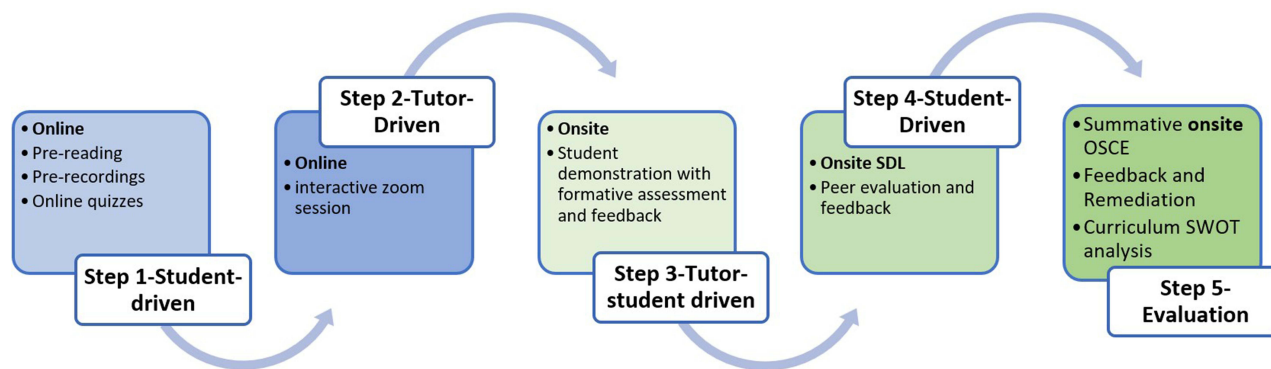 • Online
• Pre-reading
• Pre-recordings
• Online quizzes
Step 1-Student-
driven
Step 2-Tutor-
Driven
• Online
• interactive zoom
session
• Onsite
• Student
demonstration with
formative assessment
and feedback
Step 3-Tutor-
student driven
Step 4-Student-
Driven
• Onsite SDL
• Peer evaluation and
feedback
• Summative onsite
OSCE
• Feedback and
Remediation
• Curriculum SWOT
analysis
Step 5-
Evaluation